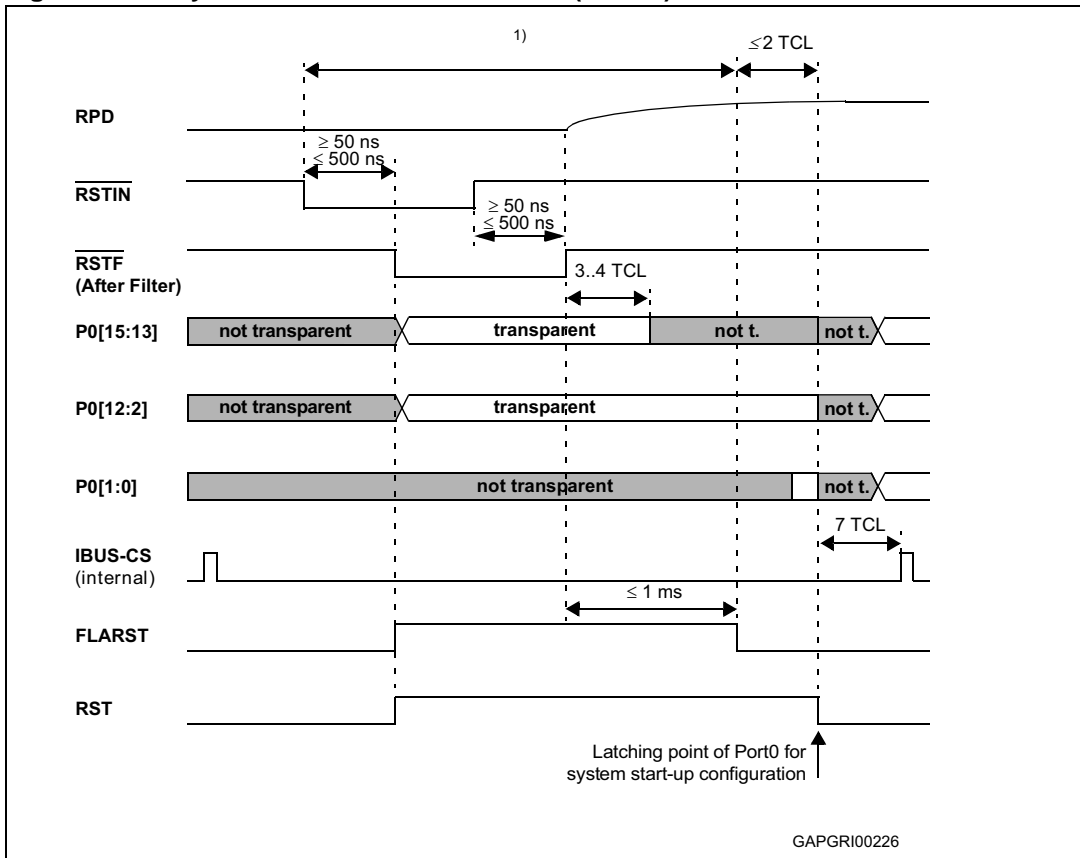 1)
≤2 TCL
RPD
≥ 50 ns
≤ 500 ns
RSTIN
≥ 50 ns
≤ 500 ns
RSTF
(After Filter)
3..4 TCL
P0[15:13]
not transparent
transparent
not t.
not t.
P0[12:2]
not transparent
transparent
not t.
P0[1:0]
not transparent
not t.
7 TCL
IBUS-CS
(internal)
≤ 1 ms
FLARST
RST
Latching point of Port0 for
system start-up configuration
GAPGRI00226